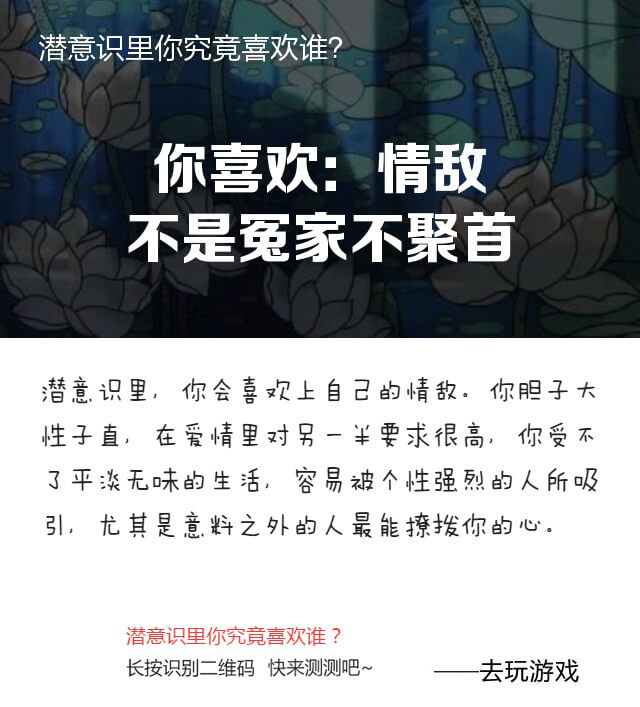 潜意识里你究竟喜欢谁?
你喜欢：情敌
不是冤家不聚首
潜意识里，你会喜欢上自己的情敌。你胆子大
性子直，在爱情里对另一半要求很高，你受不
了平淡无味的生活，容易被个性强烈的人所吸
引，尤其是意料之外的人最能撩拨你的心。
潜意识里你究竟喜欢谁？
长按识别二维码 快来测测吧~
——去玩游戏